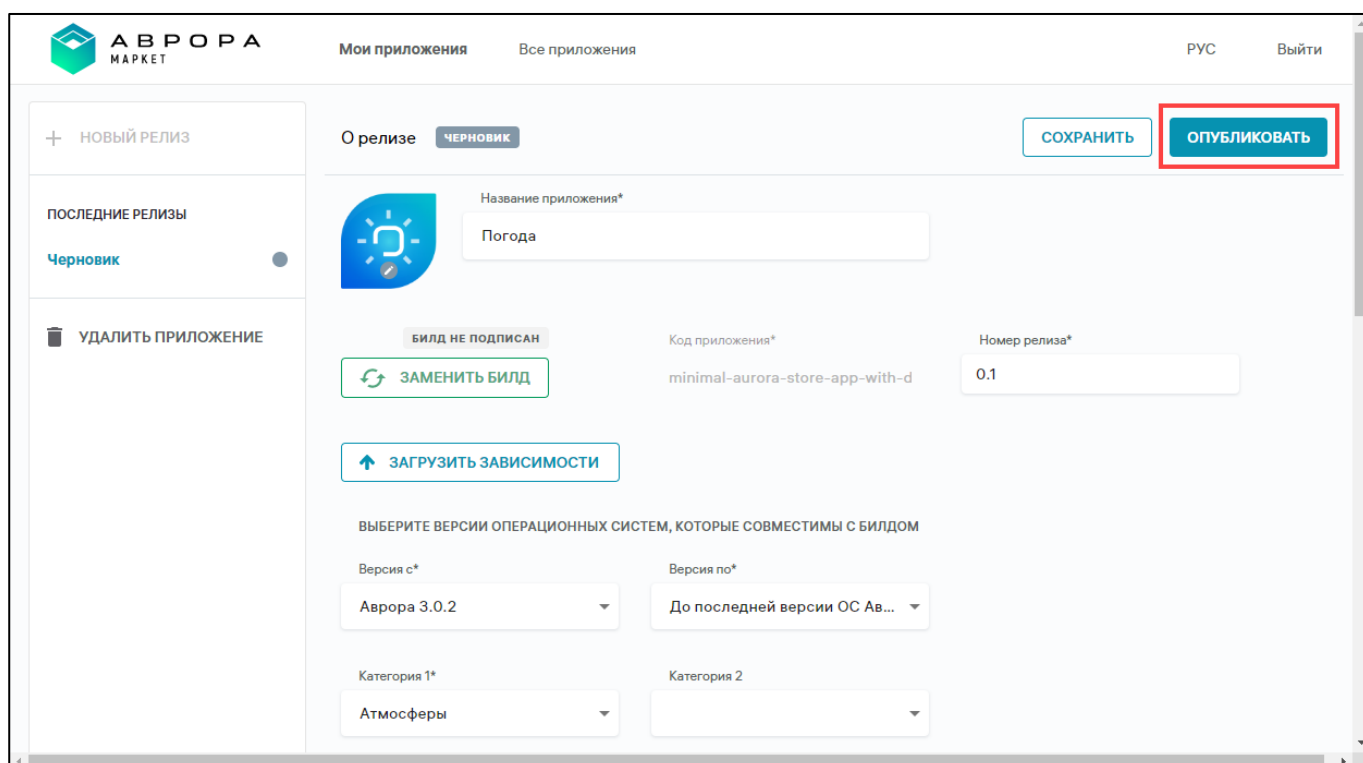 АВРОРА
МАРКЕТ
Мои приложения
Все приложения
РУС
Выйти
НОВЫЙ РЕЛИЗ
О релизе
ЧЕРНОВИК
СОХРАНИТЬ
ОПУБЛИКОВАТЬ
ПОСЛЕДНИЕ РЕЛИЗЫ
Черновик
УДАЛИТЬ ПРИЛОЖЕНИЕ
Название приложения*
Погода
БИЛД НЕ ПОДПИСАН
ЗАМЕНИТЬ БИЛД
Код приложения*
minimal-aurora-store-app-with-d
Номер релиза*
0.1
ЗАГРУЗИТЬ ЗАВИСИМОСТИ
ВЫБЕРИТЕ ВЕРСИИ ОПЕРАЦИОННЫХ СИСТЕМ, КОТОРЫЕ СОВМЕСТИМЫ С БИЛДОМ
Версия с*
Аврора 3.0.2
Версия по*
До последней версии ОС Ав...
Категория 1*
Атмосферы
Категория 2